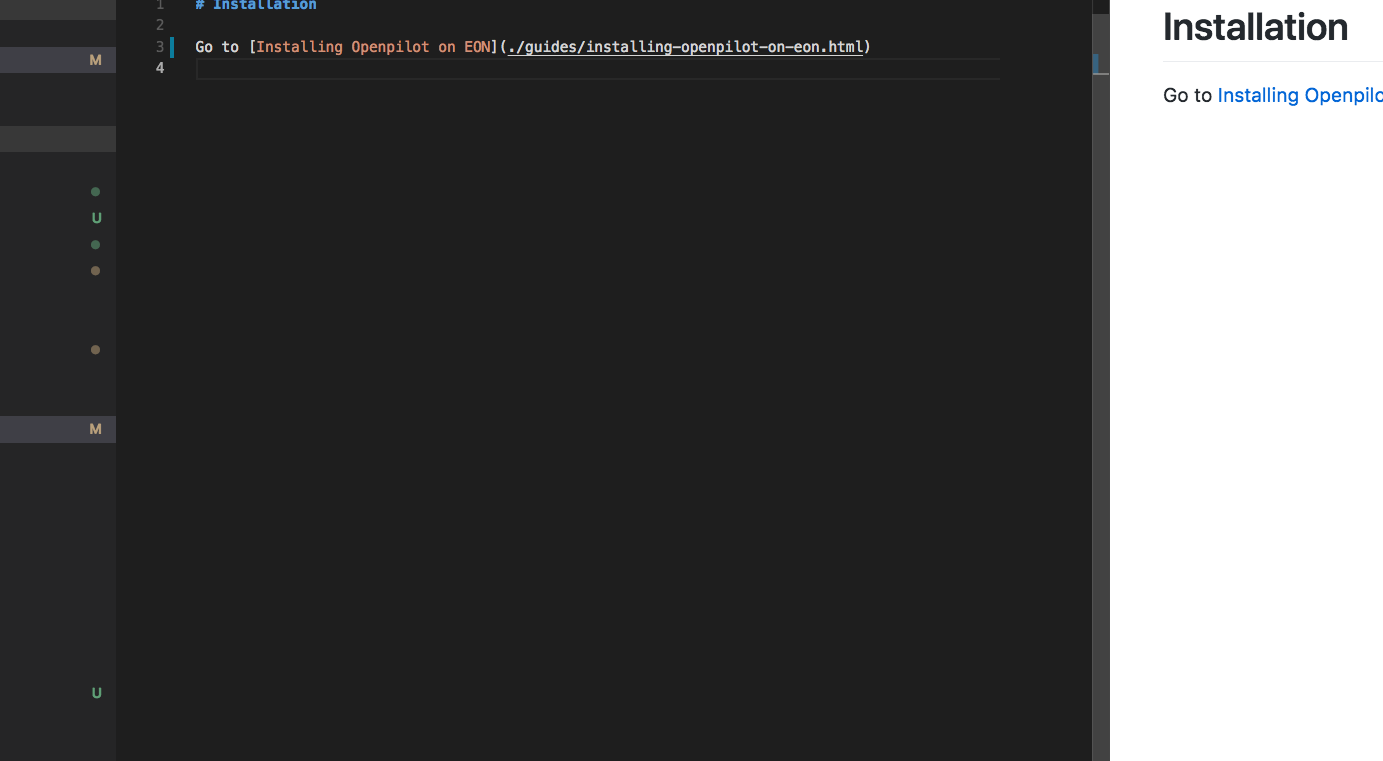 M
U
M
U
1 # Installation
2
3 Go to [Installing Openpilot on EON](./guides/installing-openpilot-on-eon.html)
4
Installation
Go to Installing Openpilo